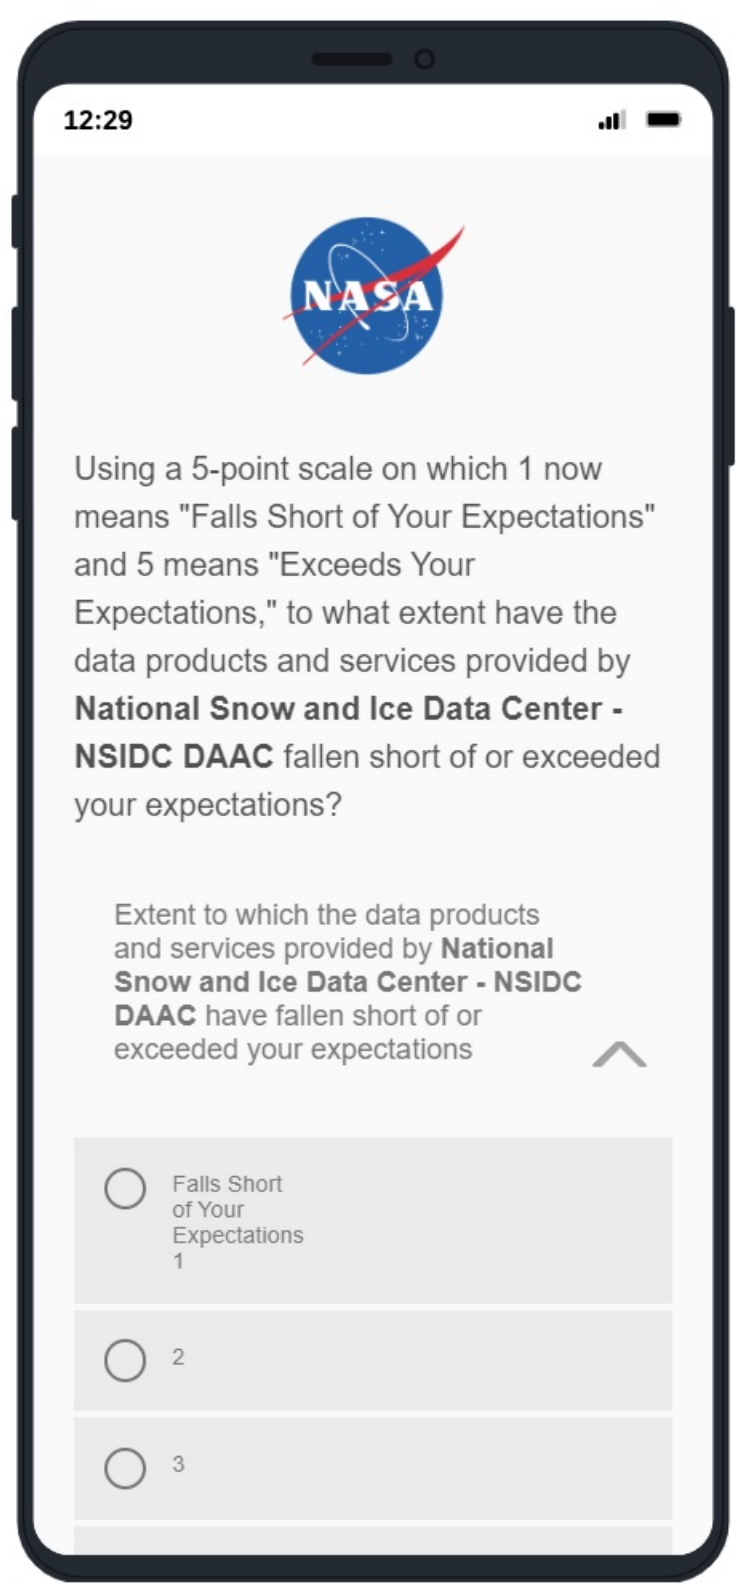 12:29
NASA
Using a 5-point scale on which 1 now
means "Falls Short of Your Expectations"
and 5 means "Exceeds Your
Expectations," to what extent have the
data products and services provided by
National Snow and Ice Data Center -
NSIDC DAAC fallen short of or exceeded
your expectations?
Extent to which the data products
and services provided by National
Snow and Ice Data Center - NSIDC
DAAC have fallen short of or
exceeded your expectations
Falls Short
of Your
Expectations
1
2
3